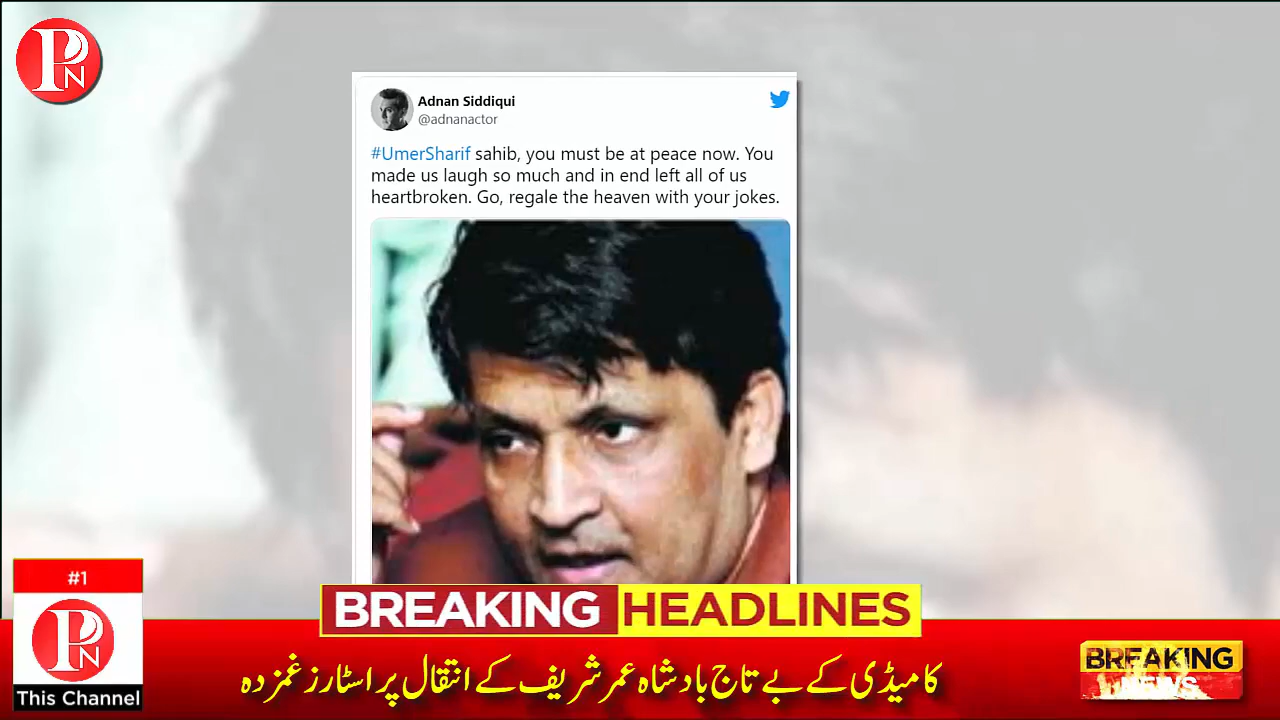 PN
Adnan Siddiqui
@adnanactor
#UmerSharif sahib, you must be at peace now. You
made us laugh so much and in end left all of us
heartbroken. Go, regale the heaven with your jokes.
#1
PN
This Channel
BREAKING HEADLINES
کامیڈی کے بے تاج بادشاہ عمر شریف کے انتقال پر اسٹارز غمزدہ
BREAKING
NEWS